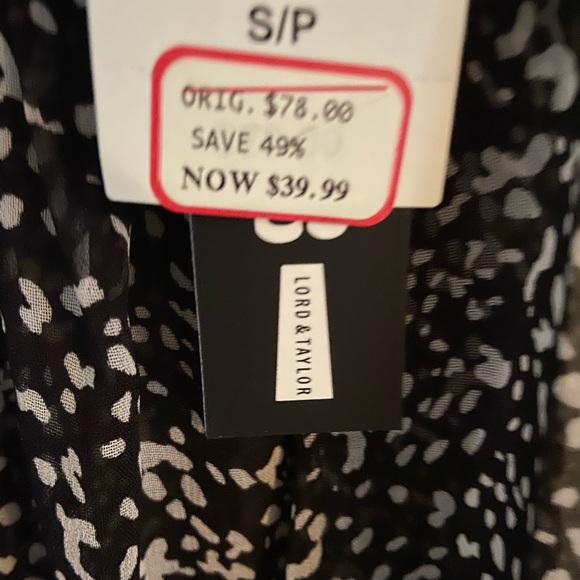 S/P
ORIG. $78.00
SAVE 49%
NOW $39.99
LORD & TAYLOR